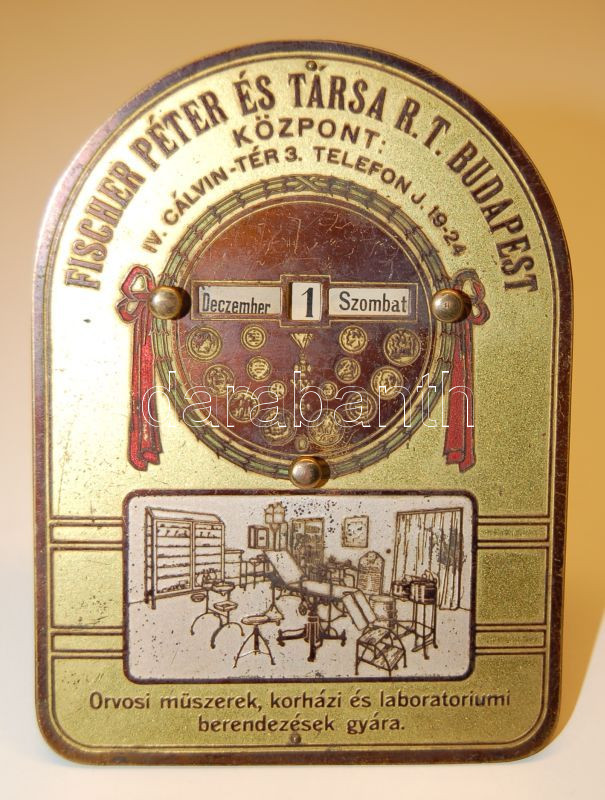 FISCHER PÉTER ÉS TÁRSA R.T. BUDAPEST
KÖZPONT:
IV. CÁLVIN-TÉR 3. TELEFON J. 19-24
Deczember 1 Szombat
darabanth
Orvosi műszerek, korházi és laboratoriumi
berendezések gyára.